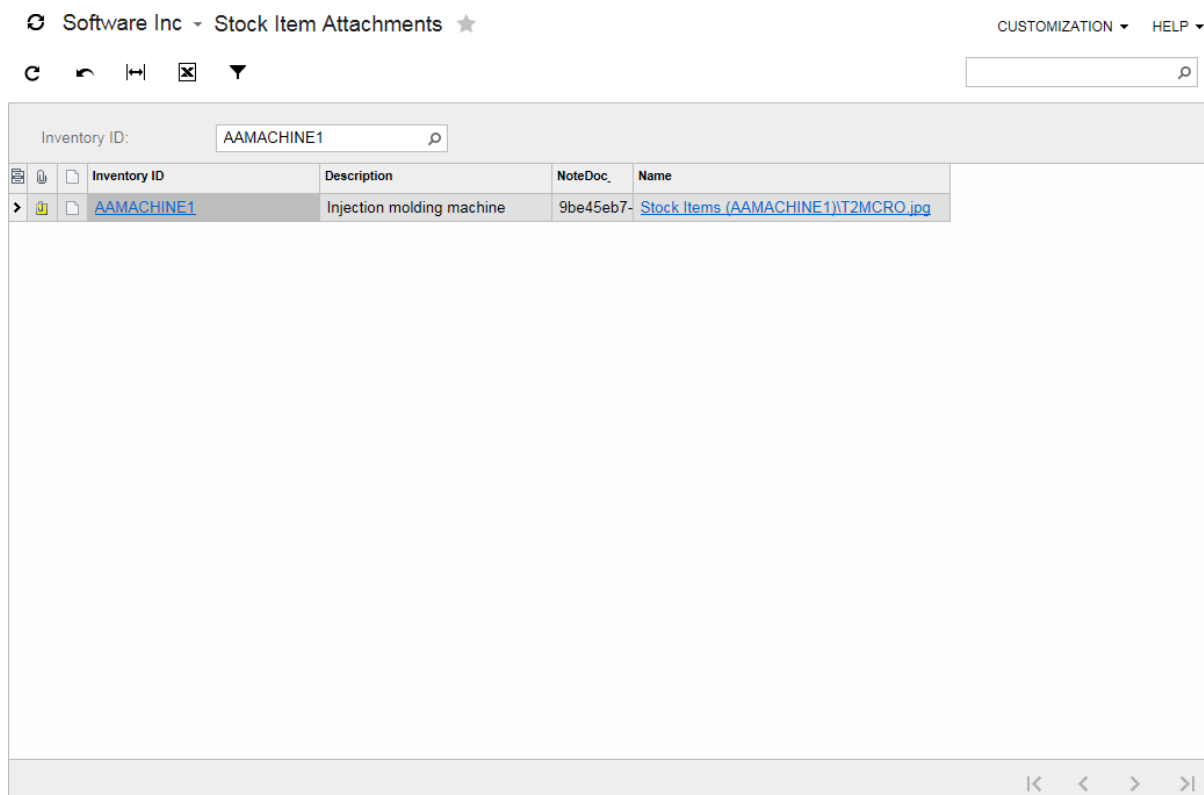 Software Inc Stock Item Attachments CUSTOMIZATION HELP
Inventory ID: AAMACHINE1
Inventory ID Description NoteDoc Name
AAMACHINE1 Injection molding machine 9be45eb7- Stock Items (AAMACHINE1)\T2MCRO.jpg